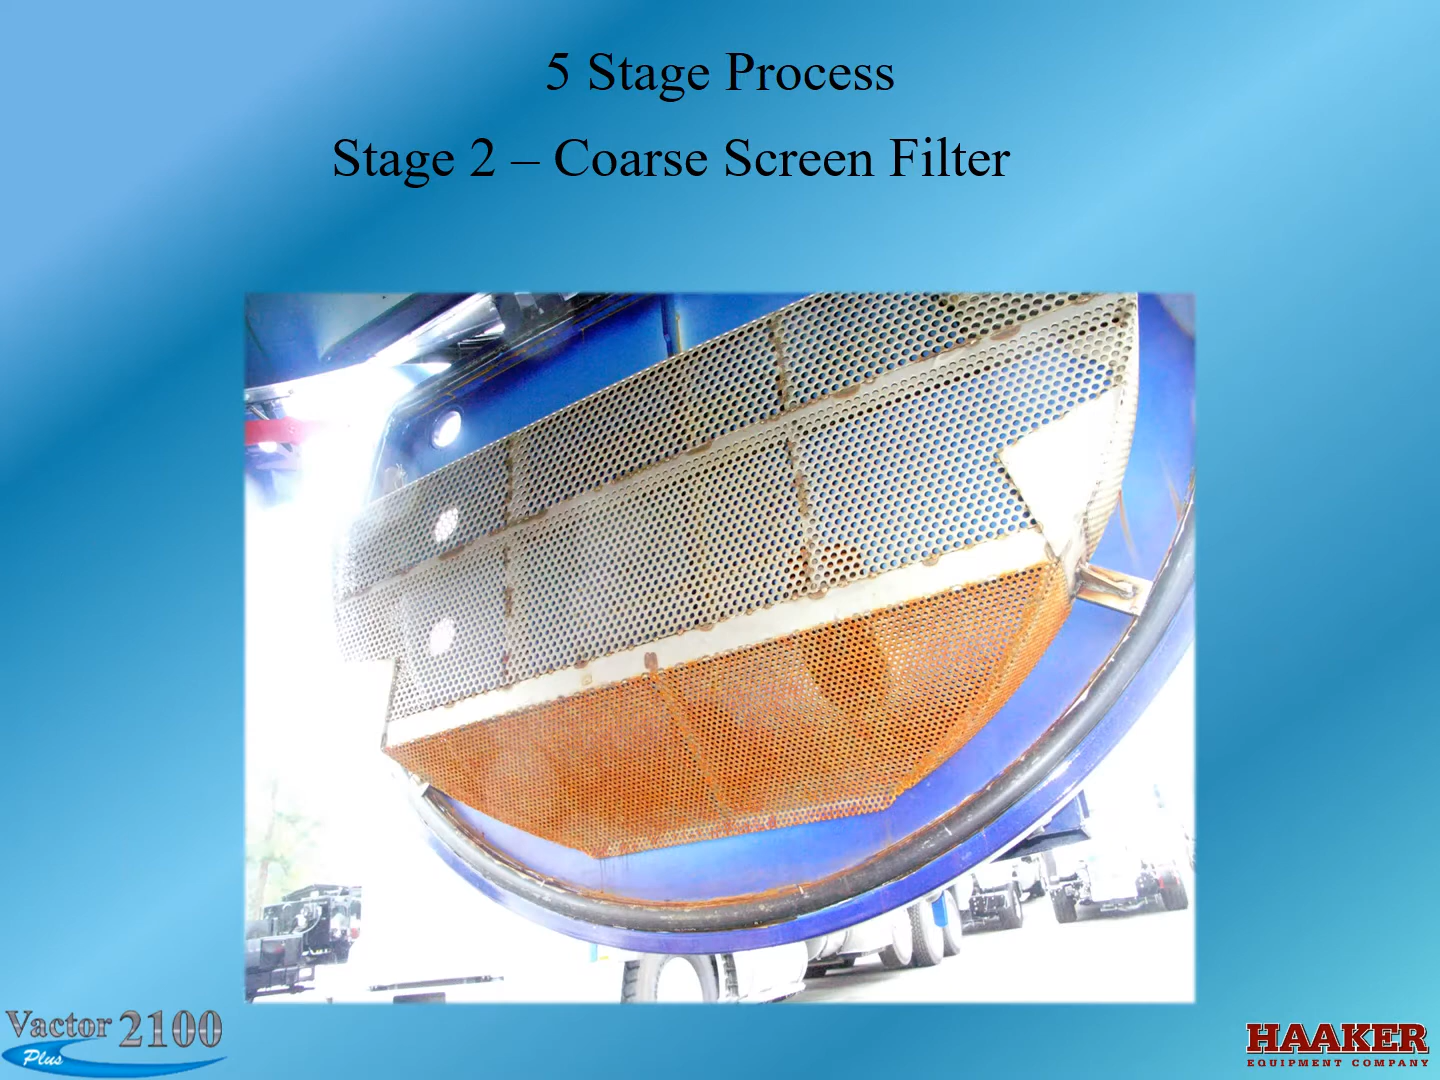 5 Stage Process
Stage 2 – Coarse Screen Filter
Vactor 2100
Plus
HAAKER
EQUIPMENT COMPANY